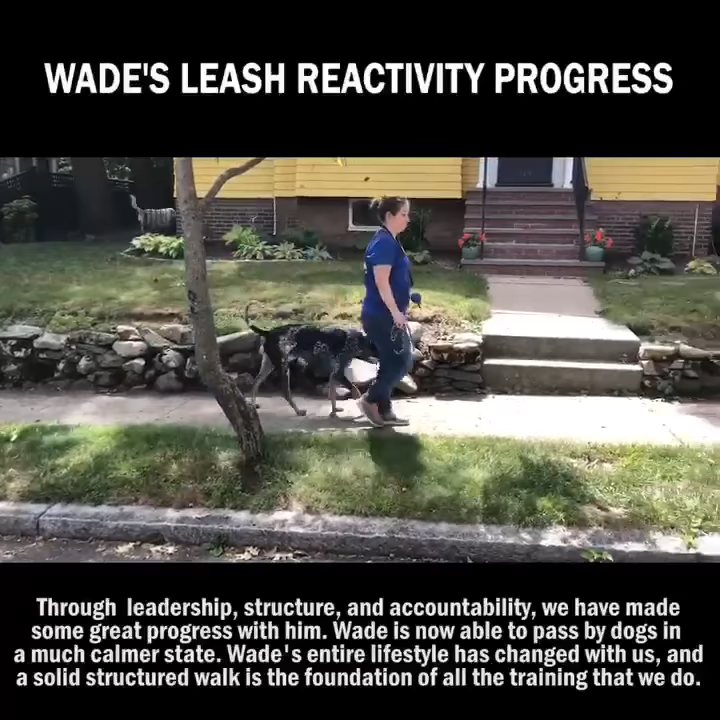 WADE'S LEASH REACTIVITY PROGRESS
Through leadership, structure, and accountability, we have made
some great progress with him. Wade is now able to pass by dogs in
a much calmer state. Wade's entire lifestyle has changed with us, and
a solid structured walk is the foundation of all the training that we do.